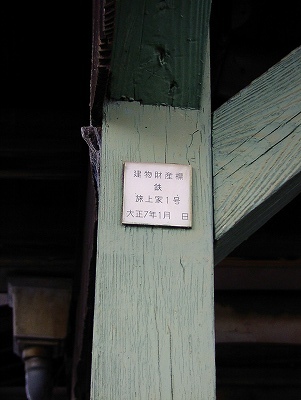 建物財産標
鉄
旅上家1号
大正7年1月 日